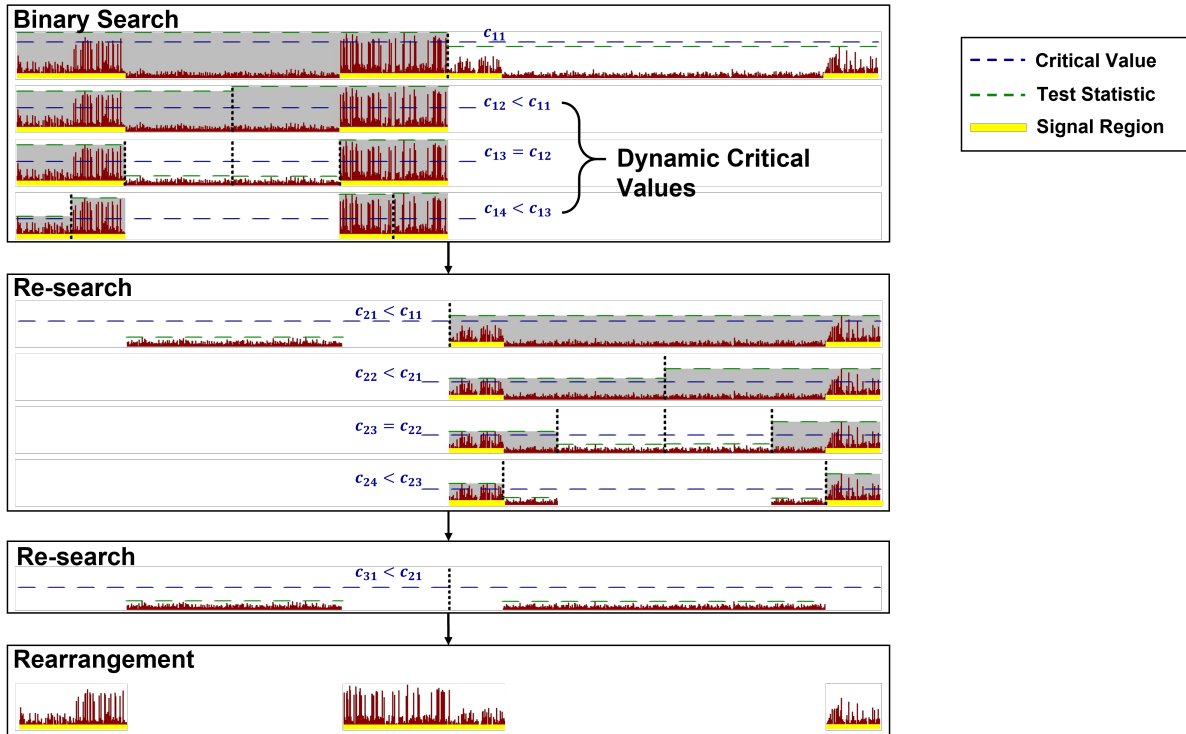 Binary Search
c₁₁
c₁₂ < c₁₁
c₁₃ = c₁₂
c₁₄ < c₁₃
Dynamic Critical
Values
Critical Value
Test Statistic
Signal Region
Re-search
c₂₁ < c₁₁
c₂₂ < c₂₁
c₂₃ = c₂₂
c₂₄ < c₂₃
Re-search
c₃₁ < c₂₁
Rearrangement